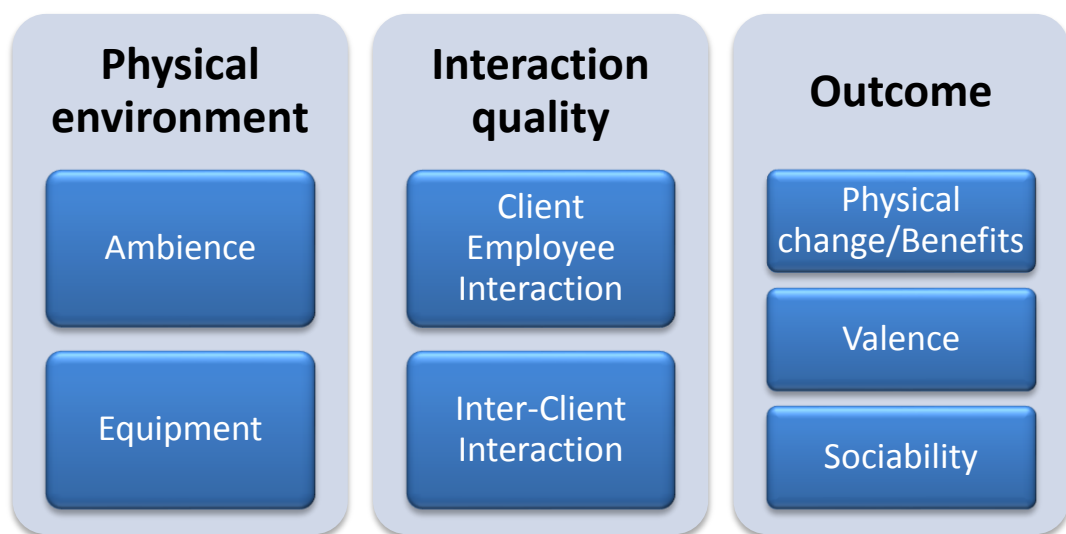 Physical
environment
Ambience
Equipment
Interaction
quality
Client
Employee
Interaction
Inter-Client
Interaction
Outcome
Physical
change/Benefits
Valence
Sociability